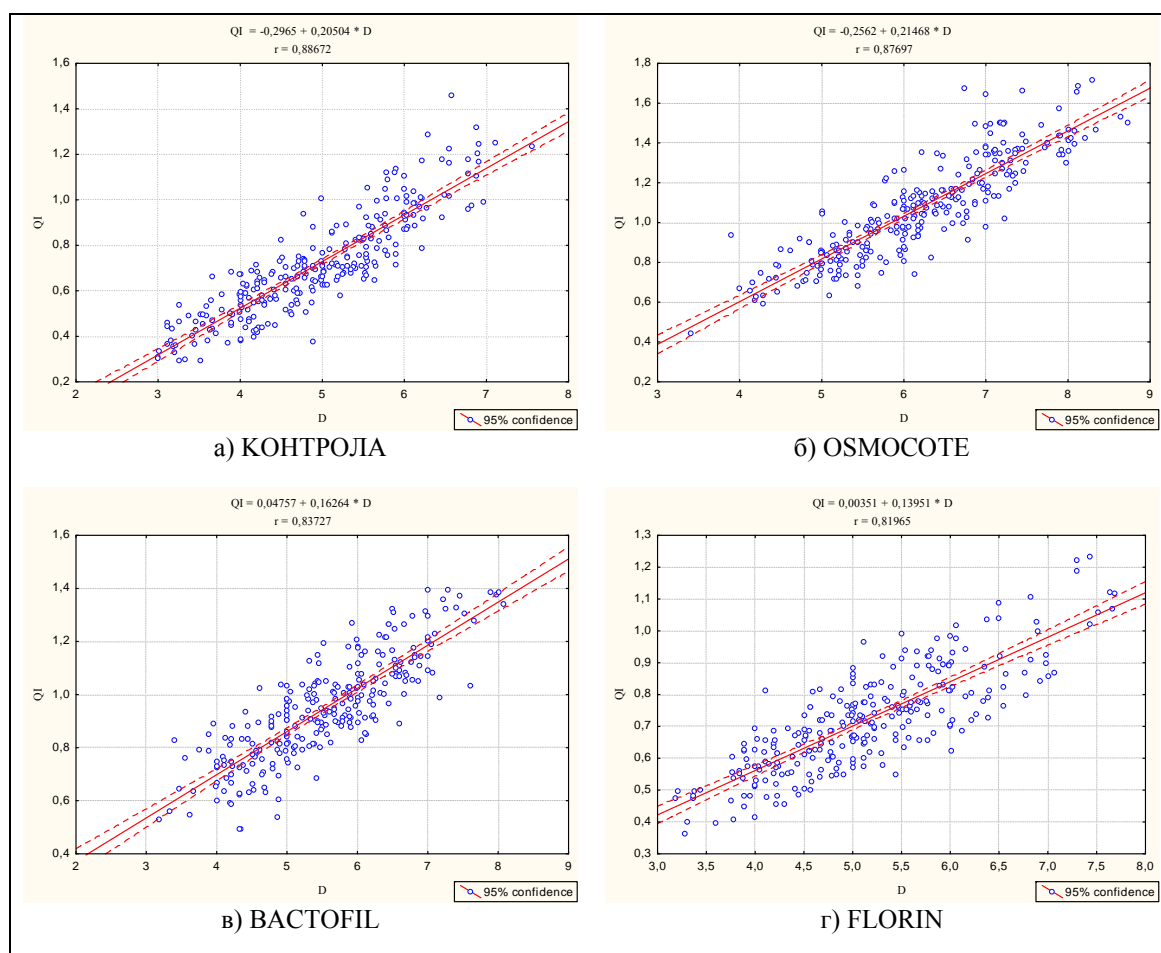 QI = -0,2965 + 0,20504 * D
r = 0,88672
1,6
1,4
1,2
1,0
0,8
0,6
0,4
0,2
QI
2 3 4 5 6 7 8
D
95% confidence
а) КОНТРОЛА
QI = -0,2562 + 0,21468 * D
r = 0,87697
1,8
1,6
1,4
1,2
1,0
0,8
0,6
0,4
0,2
QI
3 4 5 6 7 8 9
D
95% confidence
б) OSMOCOTE
QI = 0,04757 + 0,16264 * D
r = 0,83727
1,6
1,4
1,2
1,0
0,8
0,6
0,4
QI
2 3 4 5 6 7 8 9
D
95% confidence
в) BACTOFIL
QI = 0,00351 + 0,13951 * D
r = 0,81965
1,3
1,2
1,1
1,0
0,9
0,8
0,7
0,6
0,5
0,4
0,3
QI
3,0 3,5 4,0 4,5 5,0 5,5 6,0 6,5 7,0 7,5 8,0
D
95% confidence
г) FLORIN